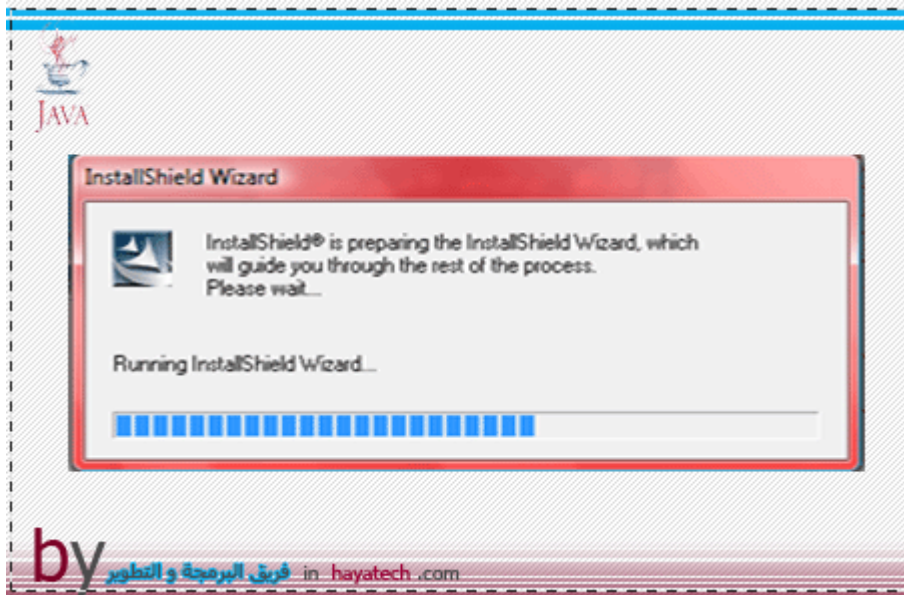 JAVA
InstallShield Wizard
InstallShield® is preparing the InstallShield Wizard, which
will guide you through the rest of the process.
Please wait...
Running InstallShield Wizard...
by فريق البرمجة و التطوير in hayatech .com